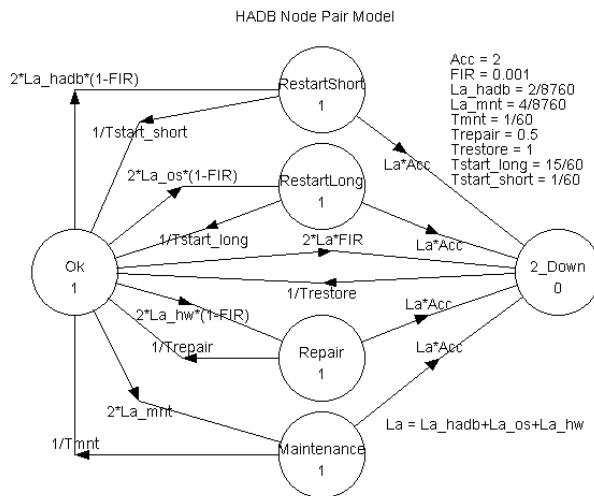 HADB Node Pair Model
Acc = 2
FIR = 0.001
La_hadb = 2/8760
La_mnt = 4/8760
Tmnt = 1/60
Trepair = 0.5
Trestore = 1
Tstart_long = 15/60
Tstart_short = 1/60
2*La_hadb*(1-FIR)
RestartShort
1
1/Tstart_short
La*Acc
2*La_os*(1-FIR)
RestartLong
1
1/Tstart_long
La*Acc
2*La*FIR
Ok
1
2_Down
0
1/Trestore
2*La_hw*(1-FIR)
La*Acc
1/Trepair
Repair
1
La*Acc
2*La_mnt
La = La_hadb+La_os+La_hw
1/Tmnt
Maintenance
1